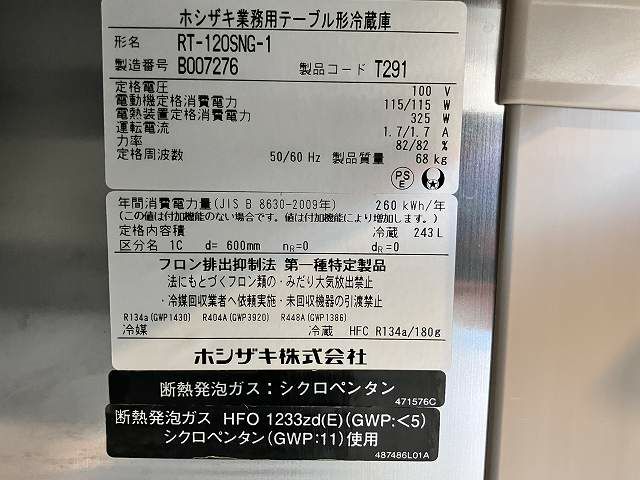 ホシザキ業務用テーブル形冷蔵庫
形名 RT-120SNG-1
製造番号 B007276 製品コード T291
定格電圧 100 V
電動機定格消費電力 115/115 W
電熱装置定格消費電力 325 W
運転電流 1.7/1.7 A
力率 82/82 %
定格周波数 50/60 Hz 製品質量 68 kg
PS
E
年間消費電力量(JIS B 8630-2009年) 260 kWh/年
(この値は付加機能のない場合です。値は付加機能により増加します。)
定格内容積 冷蔵 243L
区分名 1C d= 600mm nR=0 dR=0
フロン排出抑制法 第一種特定製品
法にもとづくフロン類の・みだり大気放出禁止
・冷媒回収業者へ依頼実施・未回収機器の引渡禁止
R134a(GWP1430) R404A(GWP3920) R448A(GWP1386)
冷媒 冷蔵 HFC R134a/180g
ホシザキ株式会社
断熱発泡ガス:シクロペンタン
471576C
断熱発泡ガス HFO 1233zd(E)(GWP:<5)
シクロペンタン(GWP:11)使用
487486L01A